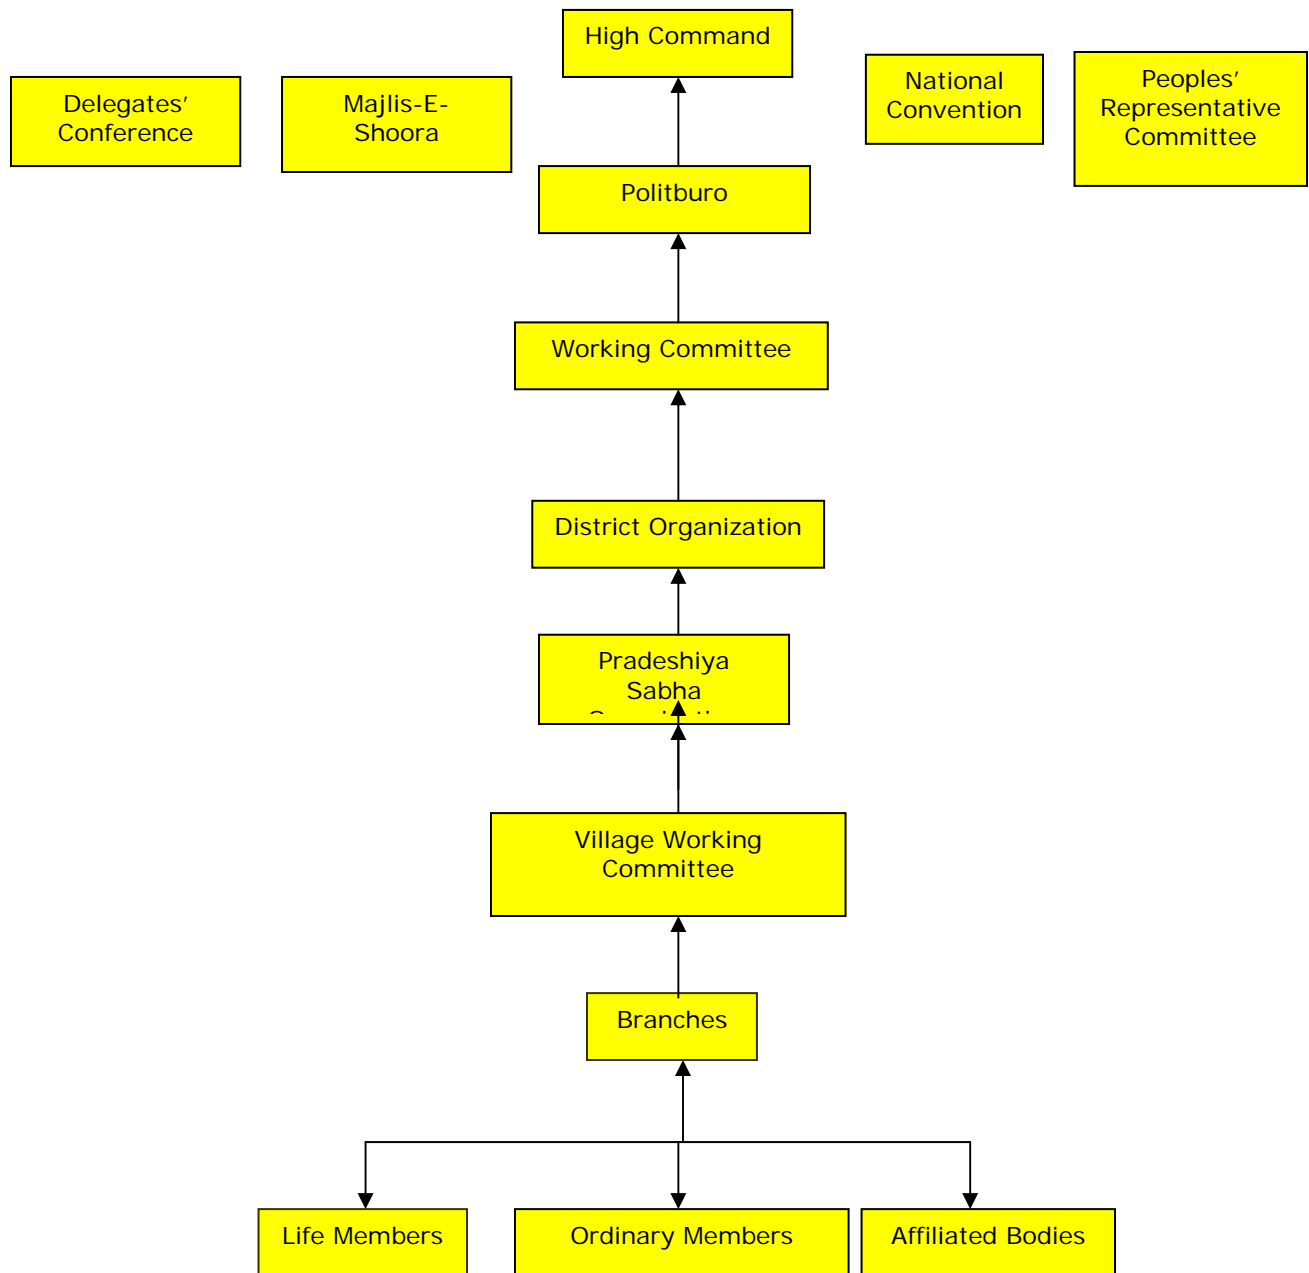 High Command
Delegates’
Conference
Majlis-E-
Shoora
National
Convention
Peoples’
Representative
Committee
Politburo
Working Committee
District Organization
Pradeshiya
Sabha
Village Working
Committee
Branches
Life Members
Ordinary Members
Affiliated Bodies